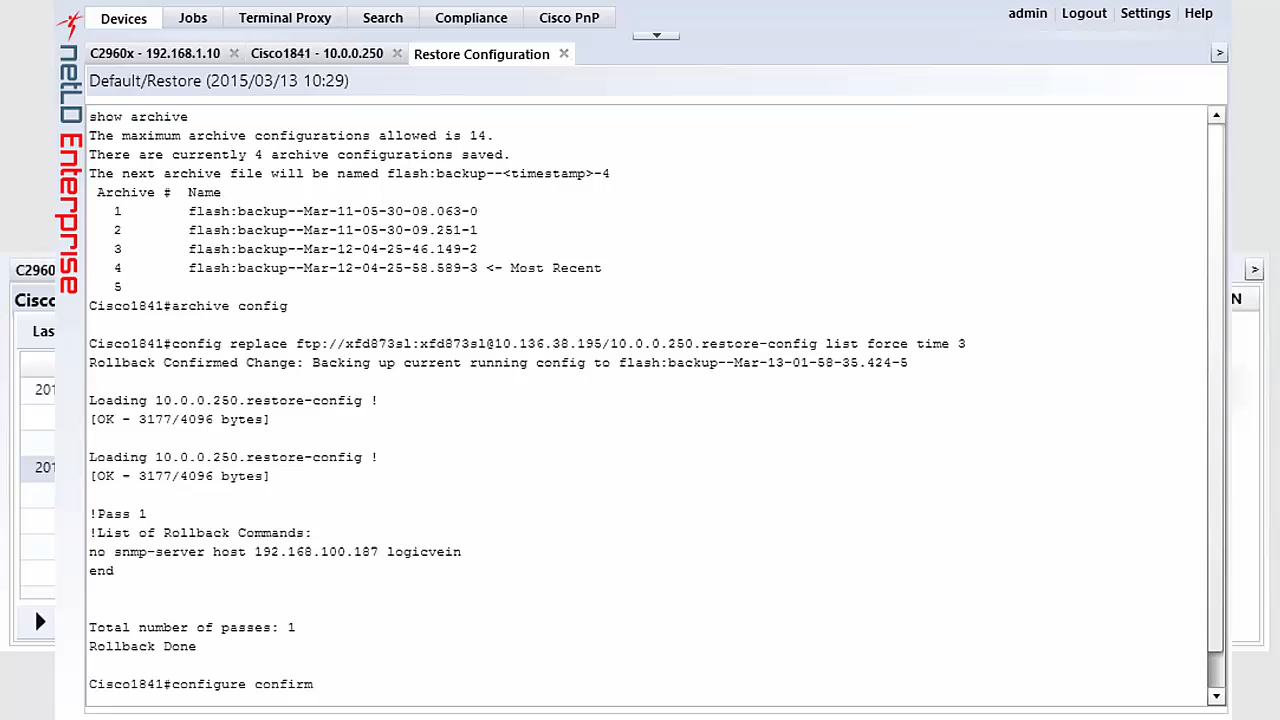 Devices Jobs Terminal Proxy Search Compliance Cisco PnP
admin Logout Settings Help
netLD Enterprise
C2960x - 192.168.1.10 Cisco1841 - 10.0.0.250 Restore Configuration
>
Default/Restore (2015/03/13 10:29)
show archive
The maximum archive configurations allowed is 14.
There are currently 4 archive configurations saved.
The next archive file will be named flash:backup--<timestamp>-4
Archive # Name
1 flash:backup--Mar-11-05-30-08.063-0
2 flash:backup--Mar-11-05-30-09.251-1
3 flash:backup--Mar-12-04-25-46.149-2
4 flash:backup--Mar-12-04-25-58.589-3 <- Most Recent
5
Cisco1841#archive config
Cisco1841#config replace ftp://xfd873sl:xfd873sl@10.136.38.195/10.0.0.250.restore-config list force time 3
Rollback Confirmed Change: Backing up current running config to flash:backup--Mar-13-01-58-35.424-5
Loading 10.0.0.250.restore-config !
[OK - 3177/4096 bytes]
Loading 10.0.0.250.restore-config !
[OK - 3177/4096 bytes]
!Pass 1
!List of Rollback Commands:
no snmp-server host 192.168.100.187 logicvein
end
Total number of passes: 1
Rollback Done
Cisco1841#configure confirm
C2960
>
Cisco
N
Las
201
201